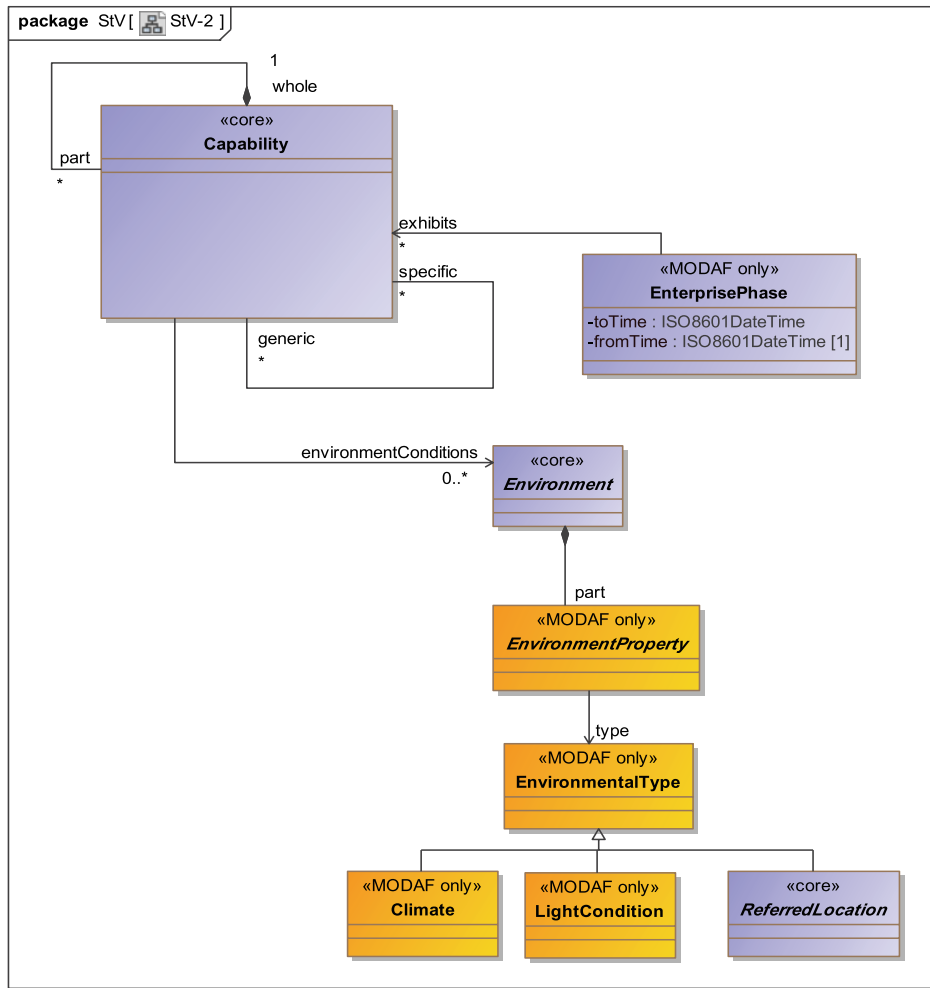 package StV [ StV-2 ]
1
whole
«core»
Capability
part
*
exhibits
*
specific
*
«MODAF only»
EnterprisePhase
-toTime : ISO8601DateTime
-fromTime : ISO8601DateTime [1]
generic
*
environmentConditions
0..*
«core»
Environment
part
«MODAF only»
EnvironmentProperty
type
«MODAF only»
EnvironmentalType
«MODAF only»
Climate
«MODAF only»
LightCondition
«core»
ReferredLocation